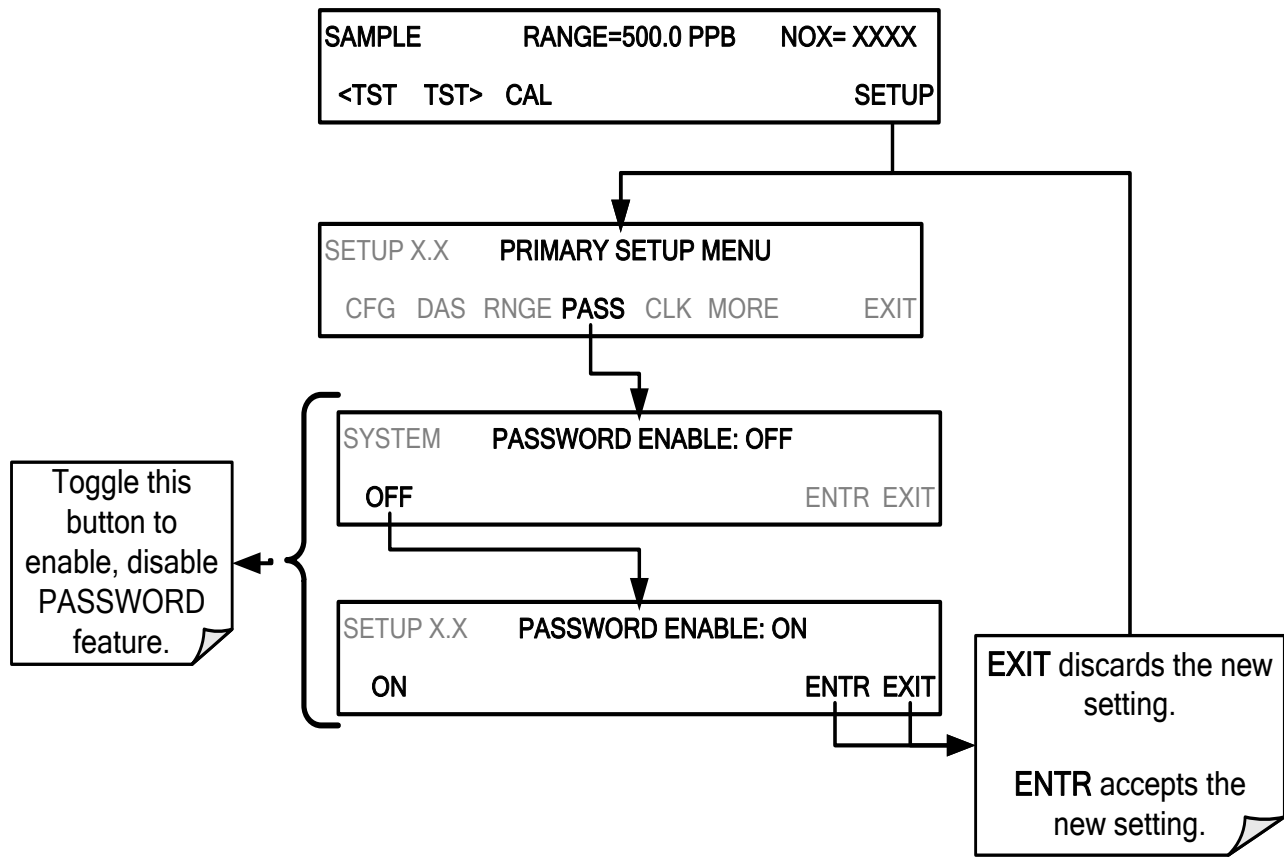 SAMPLE RANGE=500.0 PPB NOX= XXXX
<TST TST> CAL SETUP
SETUP X.X PRIMARY SETUP MENU
CFG DAS RNGE PASS CLK MORE EXIT
SYSTEM PASSWORD ENABLE: OFF
OFF ENTR EXIT
Toggle this
button to
enable, disable
PASSWORD
feature.
SETUP X.X PASSWORD ENABLE: ON
ON ENTR EXIT
EXIT discards the new
setting.
ENTR accepts the
new setting.